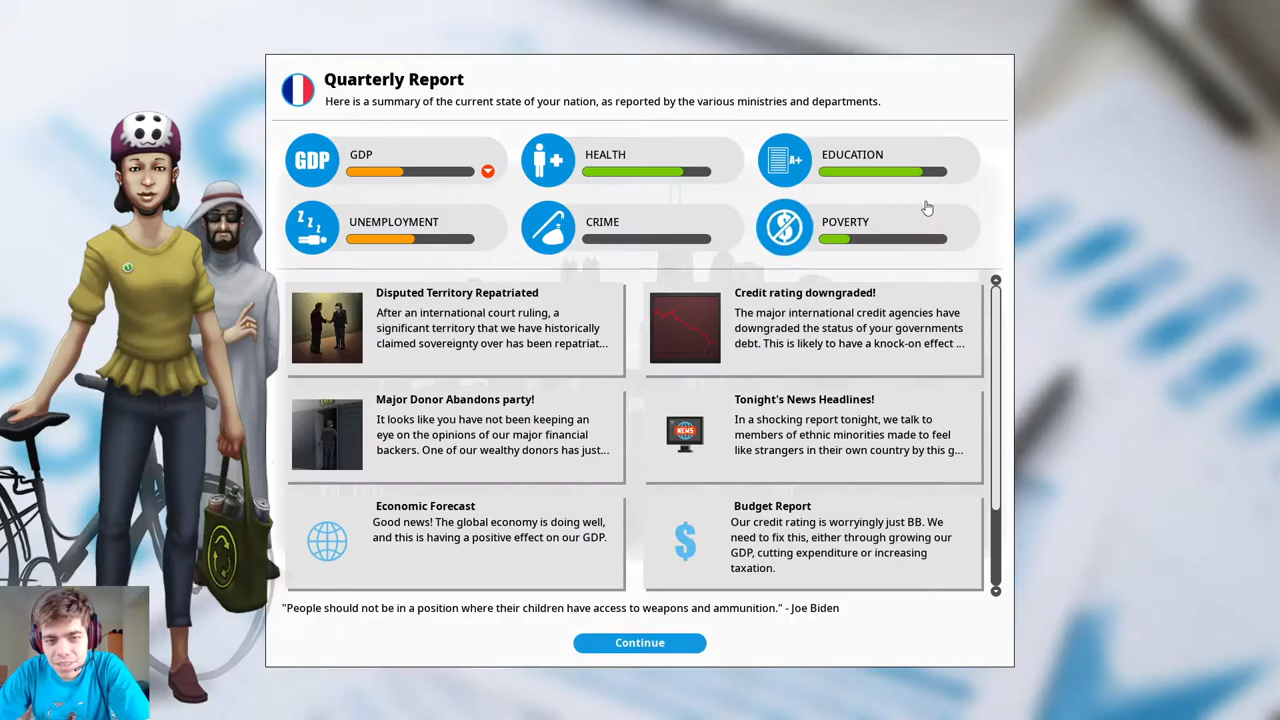 Quarterly Report
Here is a summary of the current state of your nation, as reported by the various ministries and departments.
GDP
GDP
HEALTH
A+
EDUCATION
Z Z Z
UNEMPLOYMENT
CRIME
$
POVERTY
Disputed Territory Repatriated
After an international court ruling, a
significant territory that we have historically
claimed sovereignty over has been repatriat...
Credit rating downgraded!
The major international credit agencies have
downgraded the status of your governments
debt. This is likely to have a knock-on effect ...
Major Donor Abandons party!
It looks like you have not been keeping an
eye on the opinions of our major financial
backers. One of our wealthy donors has just...
NEWS
Tonight's News Headlines!
In a shocking report tonight, we talk to
members of ethnic minorities made to feel
like strangers in their own country by this g...
Economic Forecast
Good news! The global economy is doing well,
and this is having a positive effect on our GDP.
$
Budget Report
Our credit rating is worryingly just BB. We
need to fix this, either through growing our
GDP, cutting expenditure or increasing
taxation.
"People should not be in a position where their children have access to weapons and ammunition." - Joe Biden
Continue